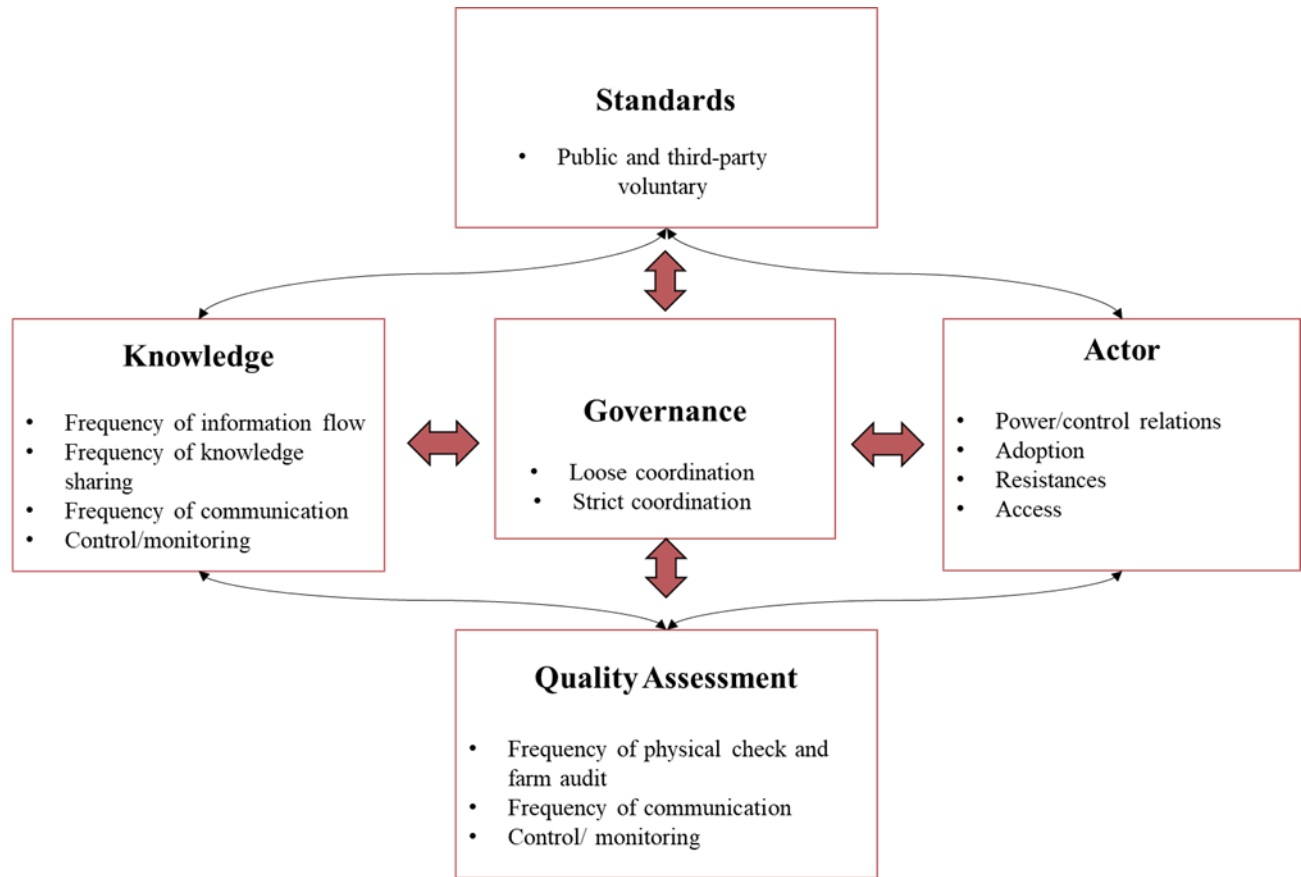 Standards
• Public and third-party
voluntary
Knowledge
• Frequency of information flow
• Frequency of knowledge
sharing
• Frequency of communication
• Control/monitoring
Governance
• Loose coordination
• Strict coordination
Actor
• Power/control relations
• Adoption
• Resistances
• Access
Quality Assessment
• Frequency of physical check and
farm audit
• Frequency of communication
• Control/ monitoring